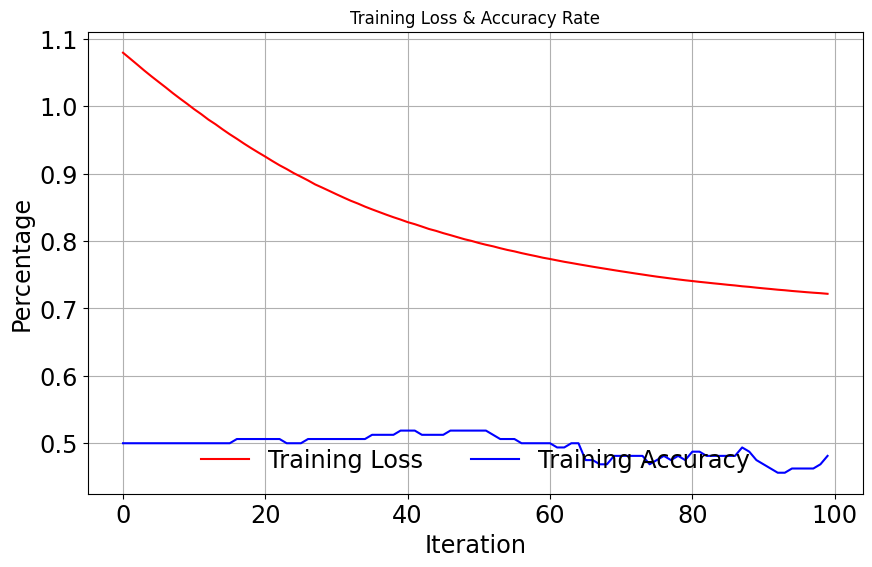 Training Loss & Accuracy Rate
1.1
1.0
0.9
0.8
0.7
0.6
0.5
Percentage
Training Loss
Training Accuracy
0 20 40 60 80 100
Iteration